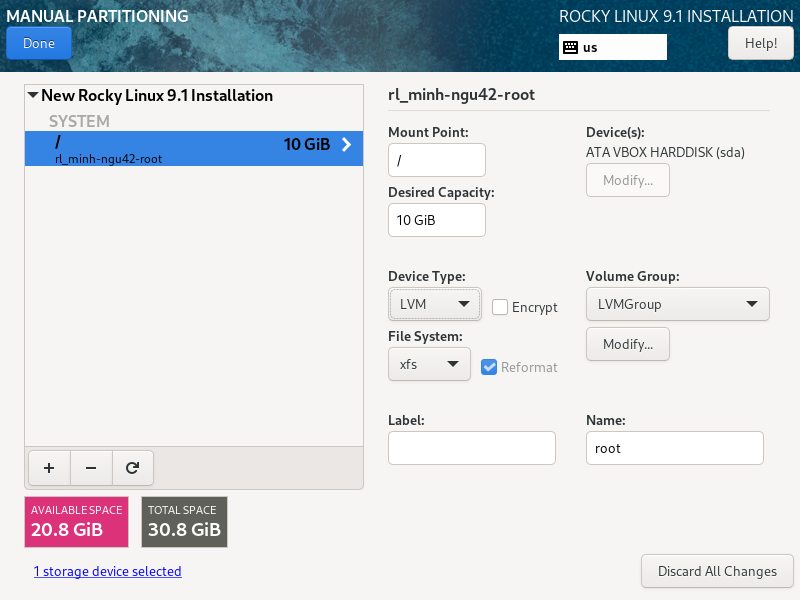 MANUAL PARTITIONING
ROCKY LINUX 9.1 INSTALLATION
Done
us
Help!
New Rocky Linux 9.1 Installation
SYSTEM
/
10 GiB
rl_minh-ngu42-root
rl_minh-ngu42-root
Mount Point:
/
Desired Capacity:
10 GiB
Device(s):
ATA VBOX HARDDISK (sda)
Modify...
Device Type:
LVM
Encrypt
Volume Group:
LVMGroup
File System:
xfs
Reformat
Modify...
Label:
Name:
root
AVAILABLE SPACE
20.8 GiB
TOTAL SPACE
30.8 GiB
1 storage device selected
Discard All Changes